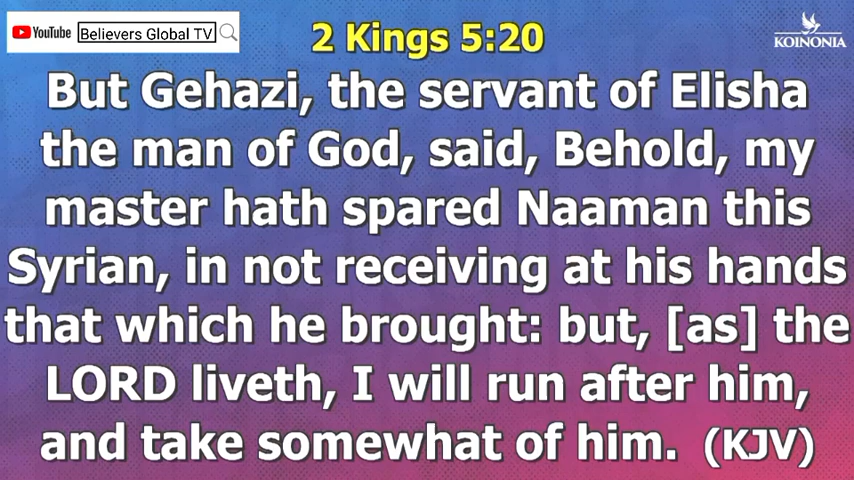 YouTube Believers Global TV
2 Kings 5:20
KOINONIA
But Gehazi, the servant of Elisha
the man of God, said, Behold, my
master hath spared Naaman this
Syrian, in not receiving at his hands
that which he brought: but, [as] the
LORD liveth, I will run after him,
and take somewhat of him. (KJV)